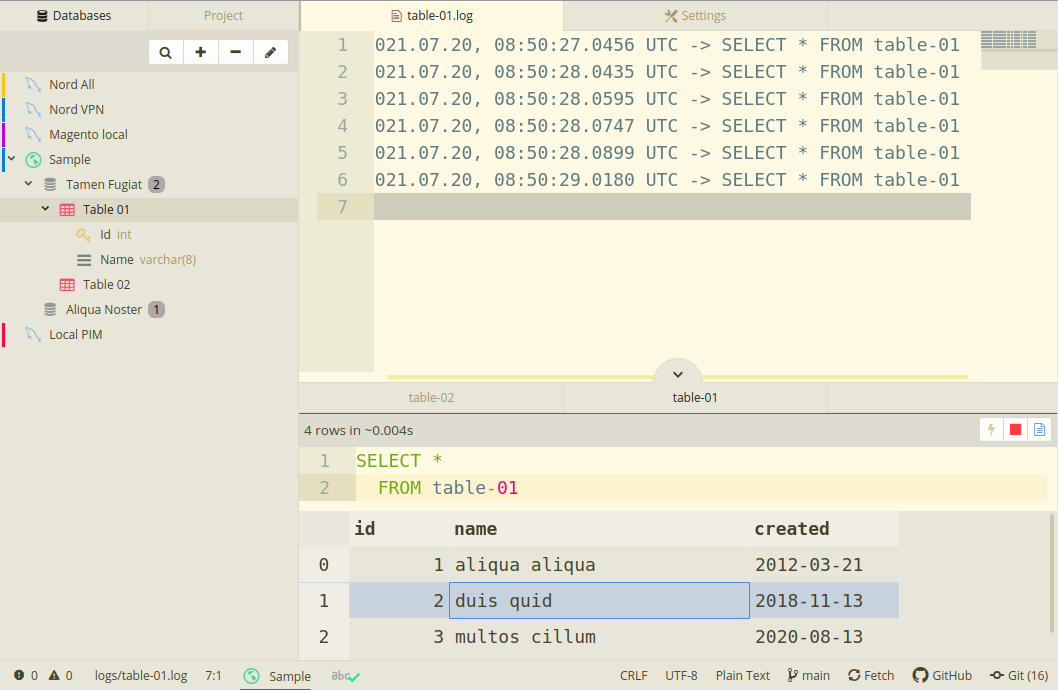 Databases
Project
Nord All
Nord VPN
Magento local
Sample
Tamen Fugiat 2
Table 01
Id int
Name varchar(8)
Table 02
Aliqua Noster 1
Local PIM
table-01.log
Settings
1 021.07.20, 08:50:27.0456 UTC -> SELECT * FROM table-01
2 021.07.20, 08:50:28.0435 UTC -> SELECT * FROM table-01
3 021.07.20, 08:50:28.0595 UTC -> SELECT * FROM table-01
4 021.07.20, 08:50:28.0747 UTC -> SELECT * FROM table-01
5 021.07.20, 08:50:28.0899 UTC -> SELECT * FROM table-01
6 021.07.20, 08:50:29.0180 UTC -> SELECT * FROM table-01
7
table-02
table-01
4 rows in ~0.004s
1 SELECT *
2 FROM table-01
id name created
0 1 aliqua aliqua 2012-03-21
1 2 duis quid 2018-11-13
2 3 multos cillum 2020-08-13
0 0 logs/table-01.log 7:1 Sample abc CRLF UTF-8 Plain Text main Fetch GitHub Git (16)